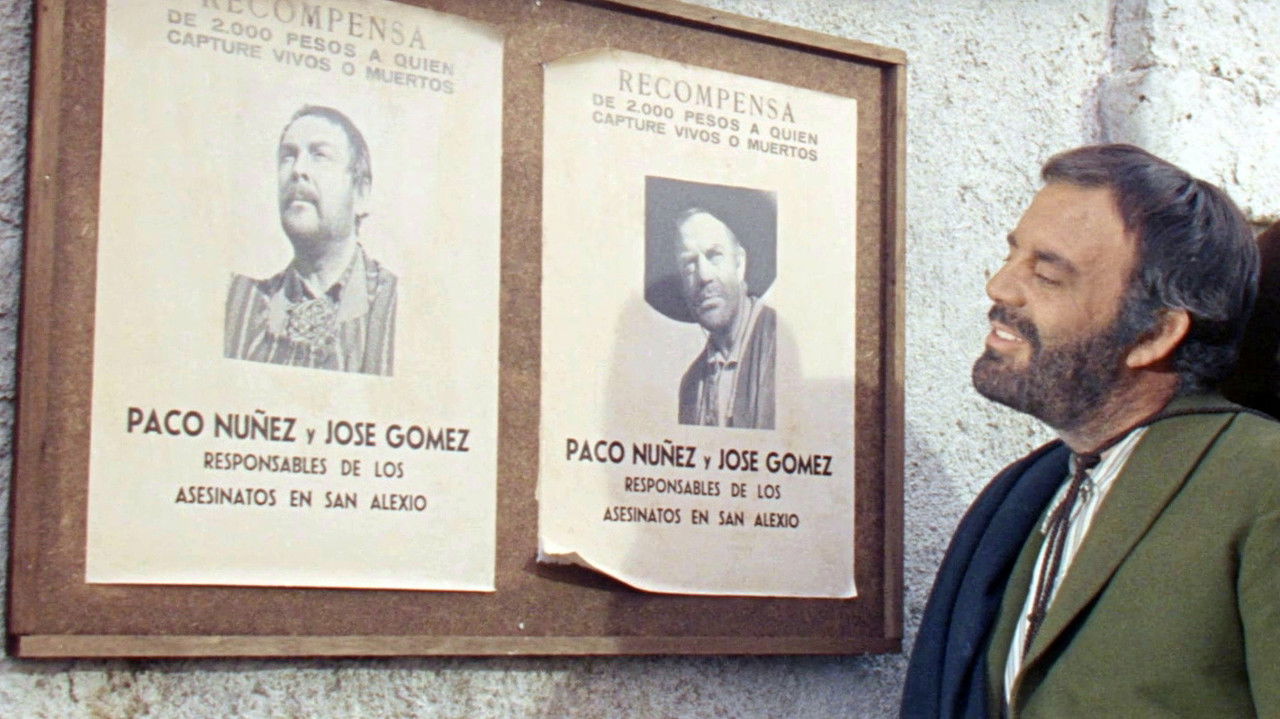 RECOMPENSA
DE 2.000 PESOS A QUIEN
CAPTURE VIVOS O MUERTOS
PACO NUÑEZ y JOSE GOMEZ
RESPONSABLES DE LOS
ASESINATOS EN SAN ALEXIO
RECOMPENSA
DE 2.000 PESOS A QUIEN
CAPTURE VIVOS O MUERTOS
PACO NUÑEZ y JOSE GOMEZ
RESPONSABLES DE LOS
ASESINATOS EN SAN ALEXIO